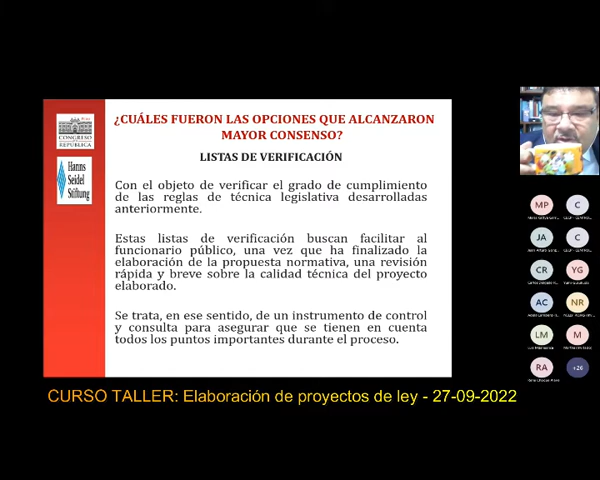 ¿CUÁLES FUERON LAS OPCIONES QUE ALCANZARON
MAYOR CONSENSO?
LISTAS DE VERIFICACIÓN
CONGRESO
REPÚBLICA
Hanns
Seidel
Stiftung
Con el objeto de verificar el grado de cumplimiento
de las reglas de técnica legislativa desarrolladas
anteriormente.
Estas listas de verificación buscan facilitar al
funcionario público, una vez que ha finalizado la
elaboración de la propuesta normativa, una revisión
rápida y breve sobre la calidad técnica del proyecto
elaborado.
Se trata, en ese sentido, de un instrumento de control
y consulta para asegurar que se tienen en cuenta
todos los puntos importantes durante el proceso.
MP
C
JA
C
CR
YG
AC
NR
LM
M
RA
+26
CURSO TALLER: Elaboración de proyectos de ley - 27-09-2022